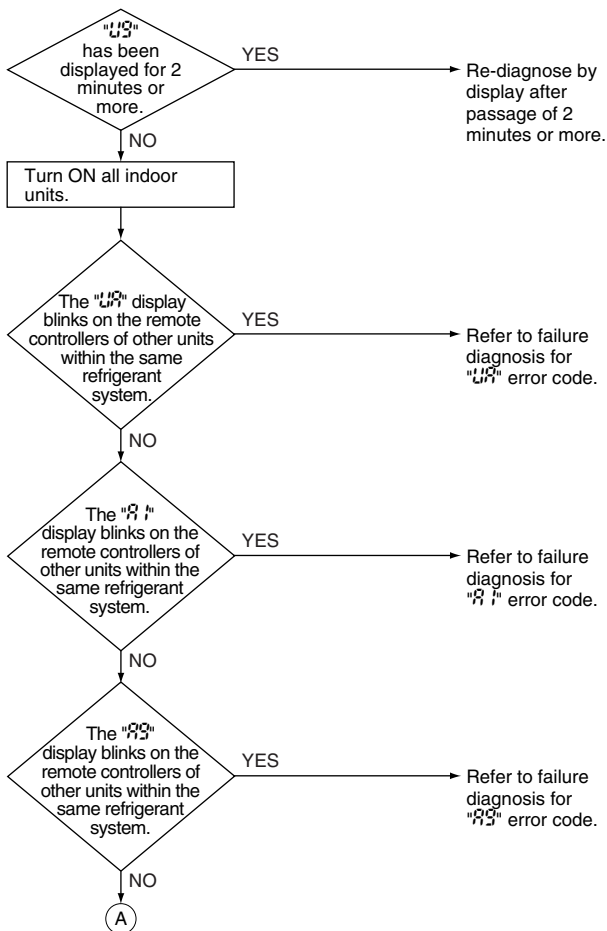 "U9"
has been
displayed for 2
minutes or
more.
YES
Re-diagnose by
display after
passage of 2
minutes or more.
NO
Turn ON all indoor
units.
The "UA" display
blinks on the remote
controllers of other units
within the same
refrigerant
system.
YES
Refer to failure
diagnosis for
"UA" error code.
NO
The "A1"
display blinks on the
remote controllers of
other units within the
same refrigerant
system.
YES
Refer to failure
diagnosis for
"A1" error code.
NO
The "A9"
display blinks on the
remote controllers of
other units within the
same refrigerant
system.
YES
Refer to failure
diagnosis for
"A9" error code.
NO
A